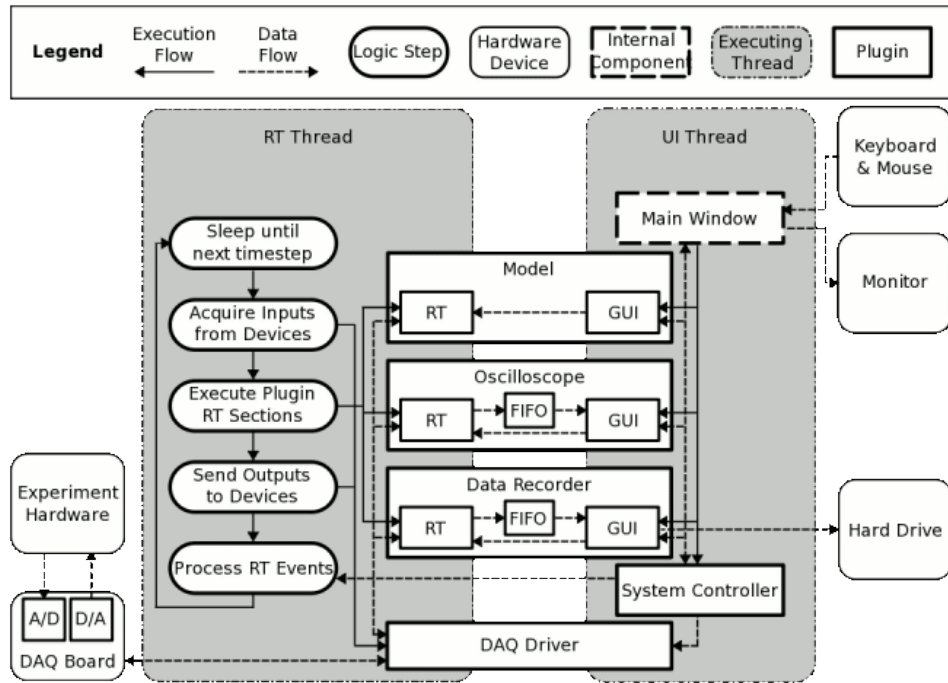 Legend
Execution
Flow
Data
Flow
Logic Step
Hardware
Device
Internal
Component
Executing
Thread
Plugin
RT Thread
UI Thread
Keyboard
& Mouse
Main Window
Sleep until
next timestep
Monitor
Model
Acquire Inputs
from Devices
RT
GUI
Oscilloscope
Execute Plugin
RT Sections
RT
FIFO
GUI
Send Outputs
to Devices
Data Recorder
RT
FIFO
GUI
Experiment
Hardware
Hard Drive
Process RT Events
System Controller
A/D
D/A
DAQ Board
DAQ Driver